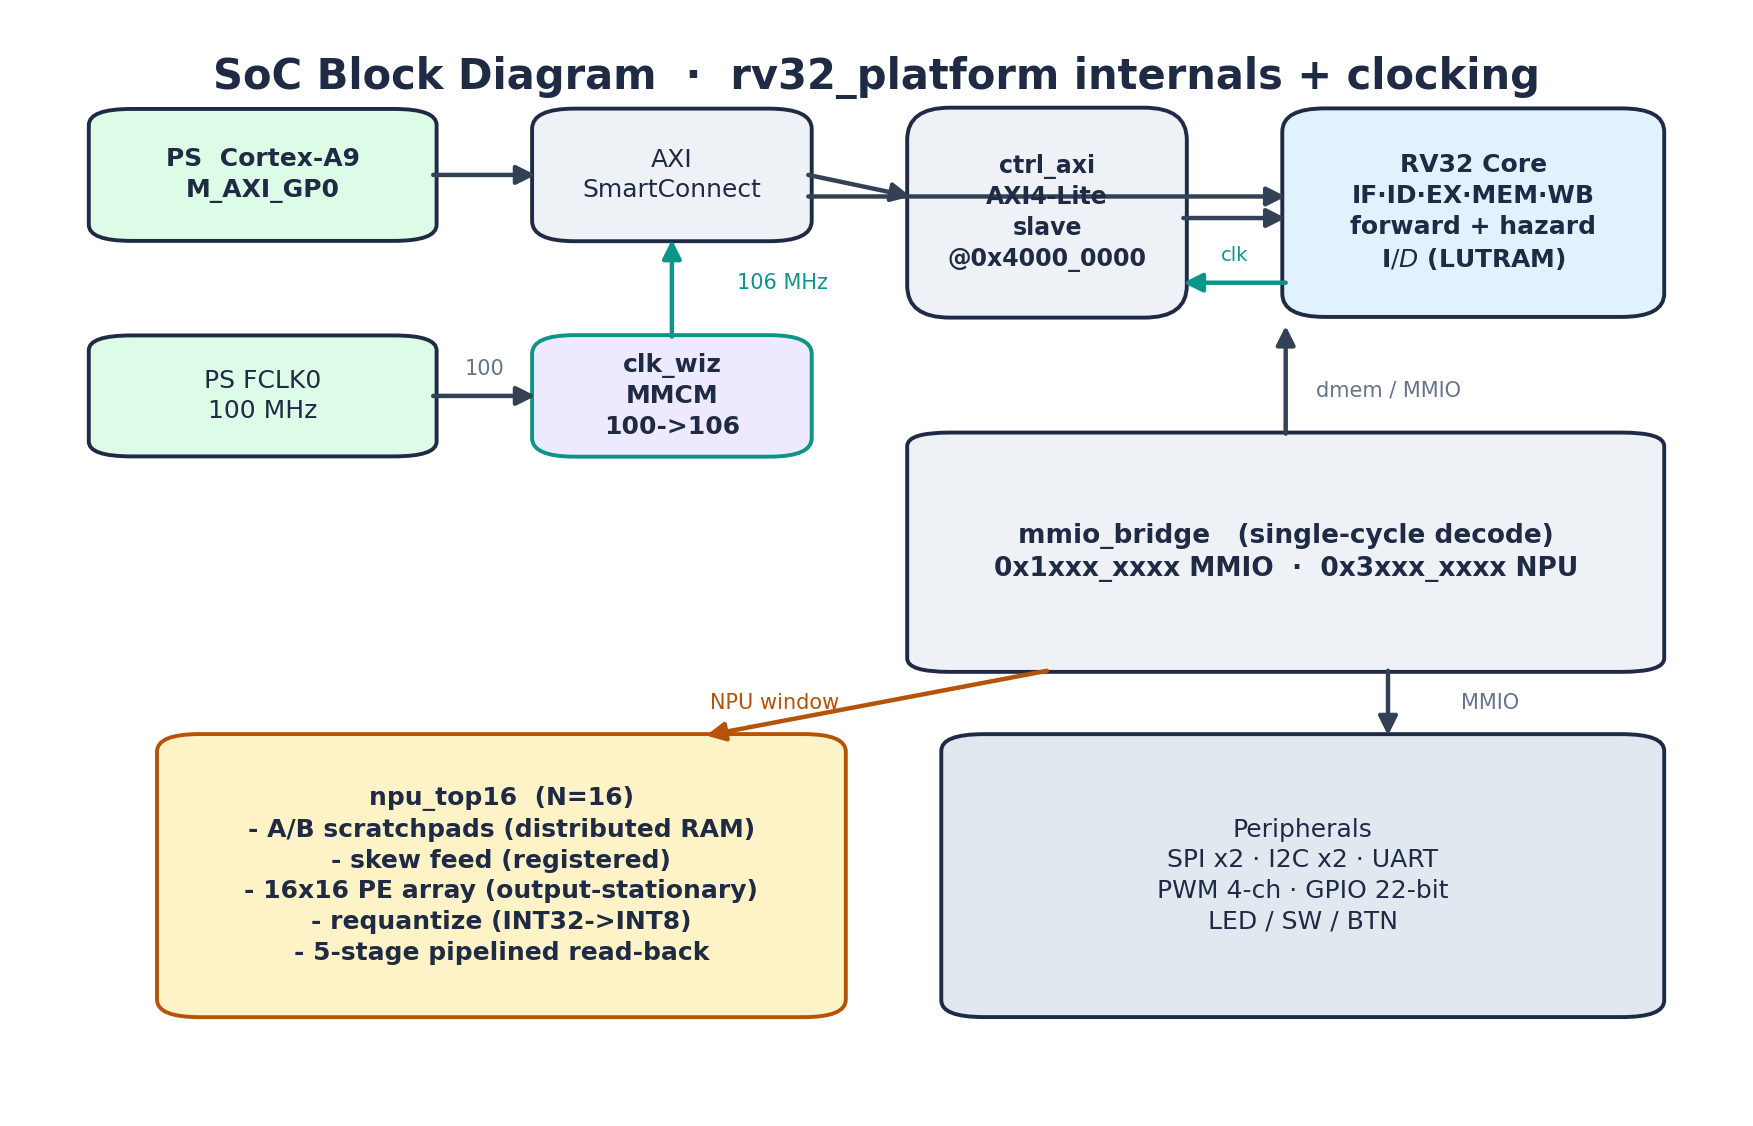 SoC Block Diagram · rv32_platform internals + clocking
PS Cortex-A9
M_AXI_GP0
AXI
SmartConnect
ctrl_axi
AXI4-Lite
slave
@0x4000_0000
RV32 Core
IF·ID·EX·MEM·WB
forward + hazard
I/D (LUTRAM)
clk
106 MHz
PS FCLK0
100 MHz
100
clk_wiz
MMCM
100->106
dmem / MMIO
mmio_bridge (single-cycle decode)
0x1xxx_xxxx MMIO · 0x3xxx_xxxx NPU
NPU window
MMIO
npu_top16 (N=16)
- A/B scratchpads (distributed RAM)
- skew feed (registered)
- 16x16 PE array (output-stationary)
- requantize (INT32->INT8)
- 5-stage pipelined read-back
Peripherals
SPI x2 · I2C x2 · UART
PWM 4-ch · GPIO 22-bit
LED / SW / BTN